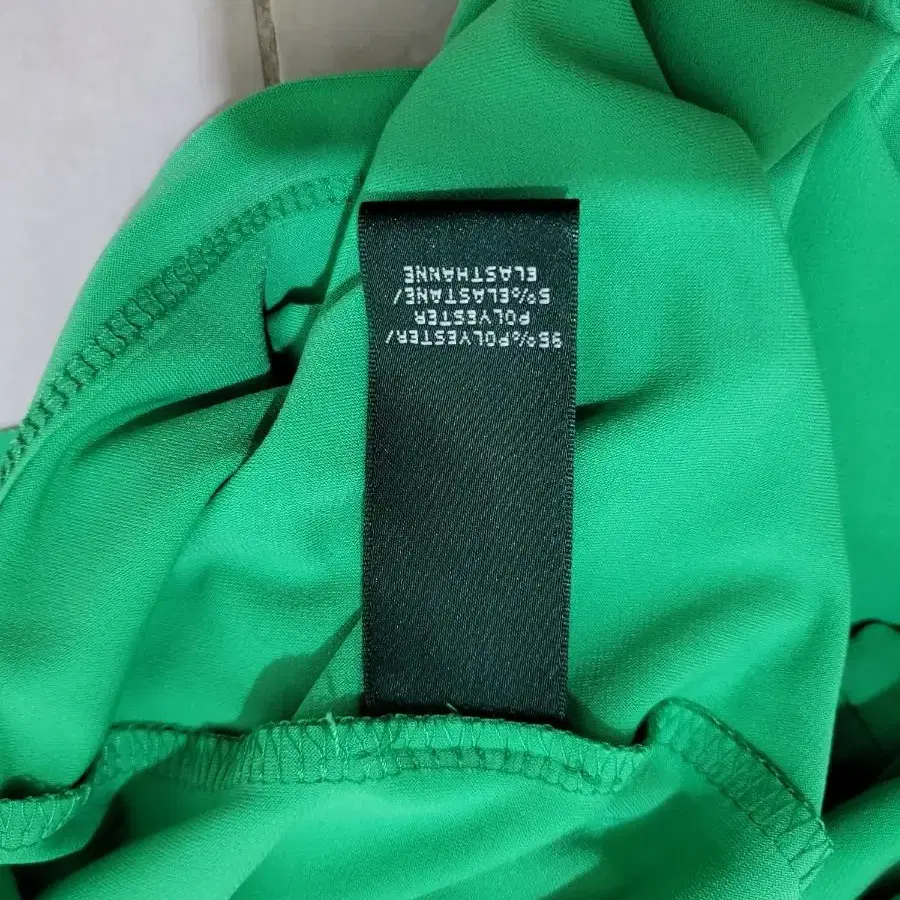 95%POLYESTER/
POLYESTER
5%ELASTANE/
ELASTHANNE